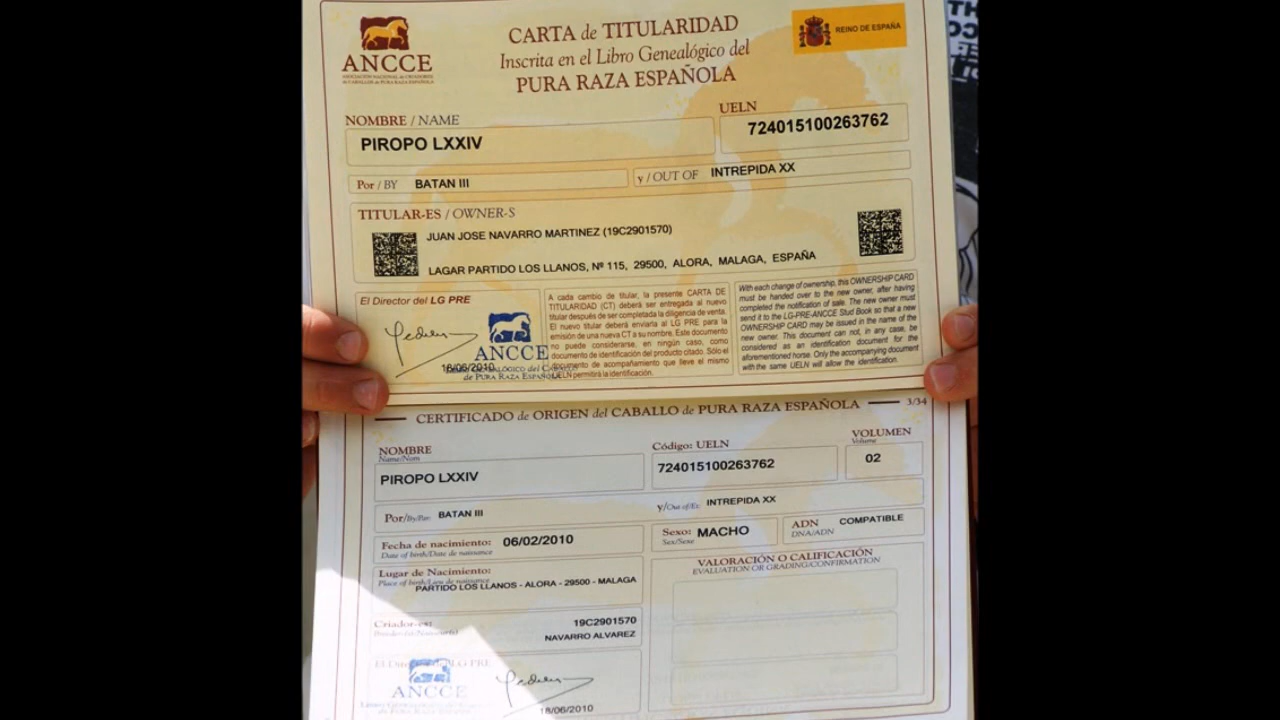 ANCCE
ASOCIACIÓN NACIONAL DE CRIADORES
DE CABALLOS DE PURA RAZA ESPAÑOLA
CARTA de TITULARIDAD
Inscrita en el Libro Genealógico del
PURA RAZA ESPAÑOLA
REINO DE ESPAÑA
NOMBRE / NAME
PIROPO LXXIV
UELN
724015100263762
Por / BY BATAN III
y / OUT OF INTREPIDA XX
TITULAR-ES / OWNER-S
JUAN JOSE NAVARRO MARTINEZ (19C2901570)
LAGAR PARTIDO LOS LLANOS, Nº 115, 29500, ALORA, MALAGA, ESPAÑA
El Director del LG PRE
ANCCE
18/06/2010
de PURA RAZA ESPAÑOLA
A cada cambio de titular, la presente CARTA DE
TITULARIDAD (CT) deberá ser entregada al nuevo
titular después de ser completada la diligencia de venta.
El nuevo titular deberá enviarla al LG PRE para la
emisión de una nueva CT a su nombre. Este documento
no puede considerarse, en ningún caso, como
documento de identificación del producto citado. Sólo el
documento de acompañamiento que lleve el mismo
UELN permitirá la identificación.
With each change of ownership, this OWNERSHIP CARD
must be handed over to the new owner, after having
completed the notification of sale. The new owner must
send it to the LG-PRE-ANCCE Stud Book so that a new
OWNERSHIP CARD may be issued in the name of the
new owner. This document can not, in any case, be
considered as an identification document for the
aforementioned horse. Only the accompanying document
with the same UELN will allow the identification.
CERTIFICADO de ORIGEN del CABALLO de PURA RAZA ESPAÑOLA
3/34
NOMBRE
Name/Nom
PIROPO LXXIV
Código: UELN
724015100263762
VOLUMEN
Volume
02
Por/By/Par: BATAN III
y/Out of/Et: INTREPIDA XX
Fecha de nacimiento: 06/02/2010
Date of birth/Date de naissance
Sexo: MACHO
Sex/Sexe
ADN COMPATIBLE
DNA/ADN
Lugar de Nacimiento:
Place of birth/Lieu de naissance
PARTIDO LOS LLANOS - ALORA - 29500 - MALAGA
VALORACIÓN O CALIFICACIÓN
EVALUATION OR GRADING/CONFIRMATION
Criador-es: 19C2901570
NAVARRO ALVAREZ
El Director del LG PRE
ANCCE
18/06/2010